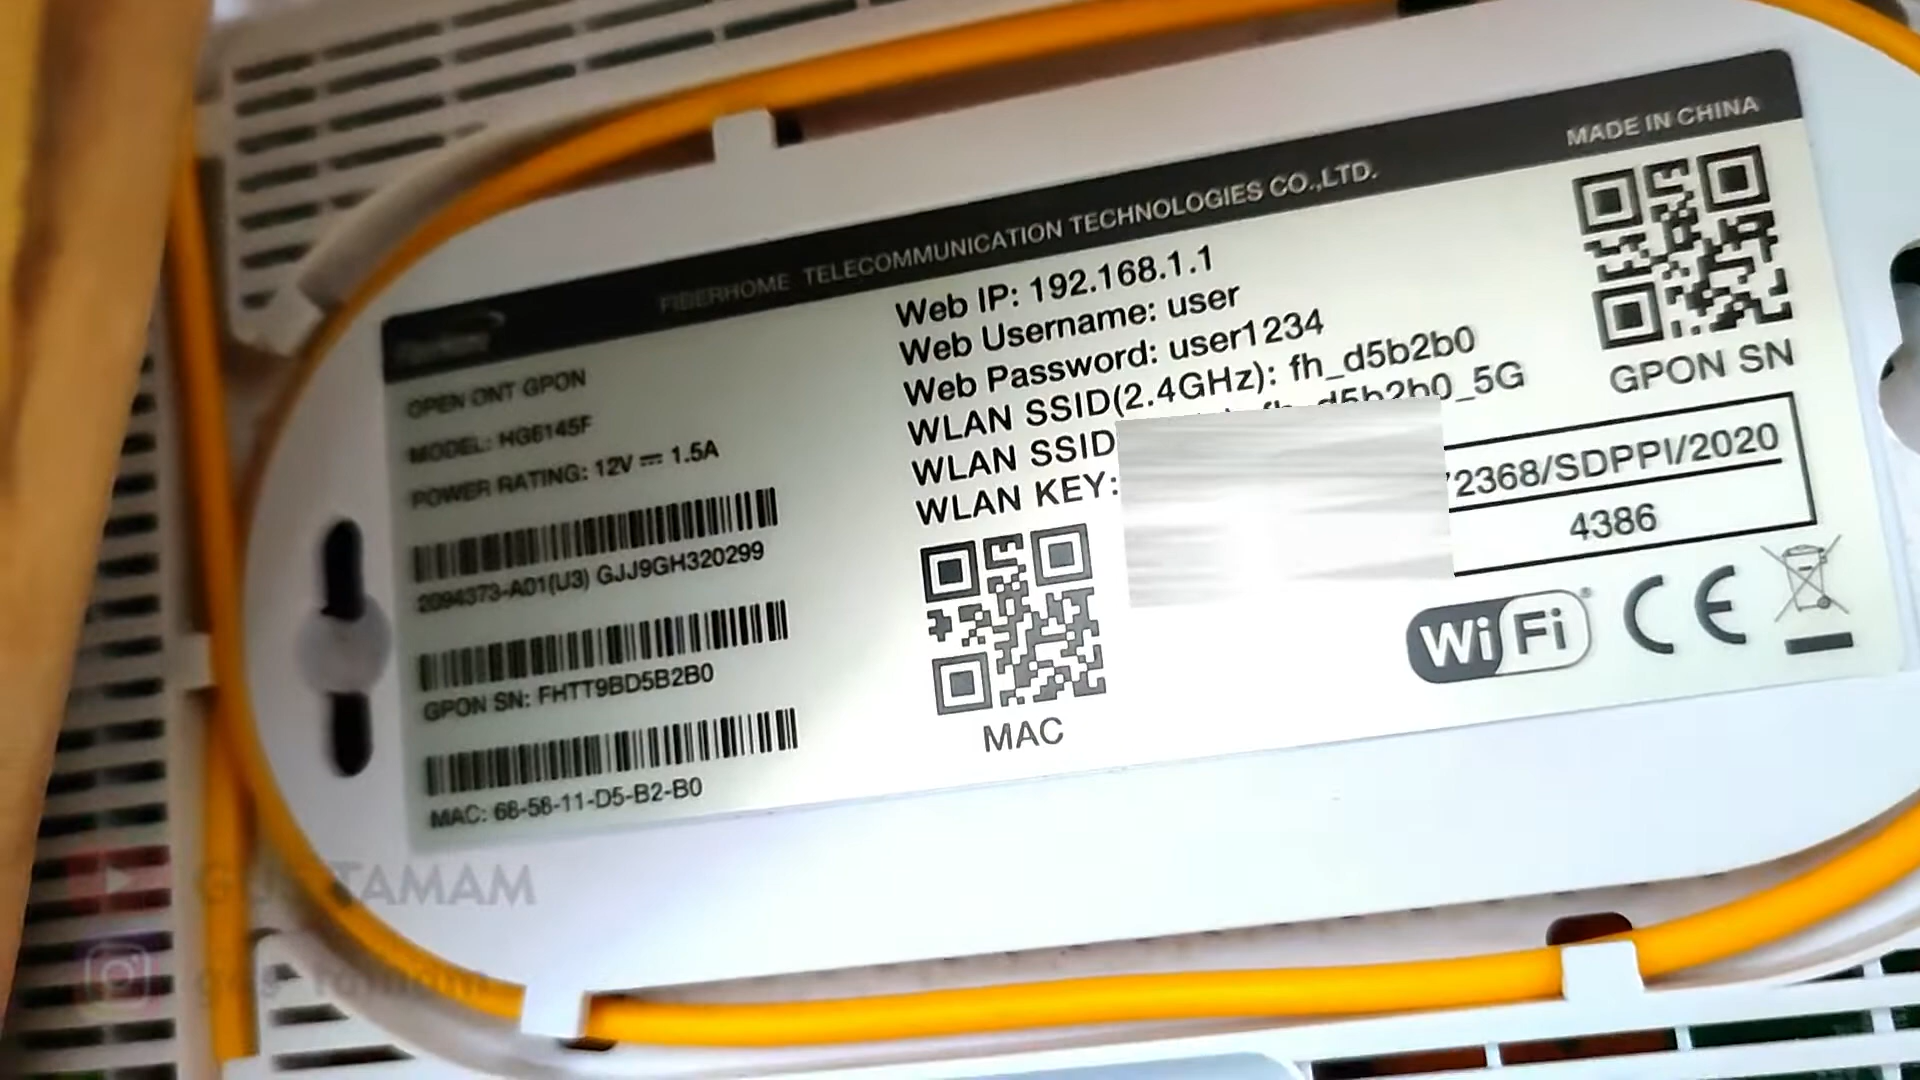 FIBERHOME TELECOMMUNICATION TECHNOLOGIES CO.,LTD.
MADE IN CHINA
OPEN ONT GPON
MODEL: HG6145F
POWER RATING: 12V ⎓ 1.5A
2094373-A01(U3) GJJ9GH320299
GPON SN: FHTT9BD5B2B0
MAC: 68-58-11-D5-B2-B0
Web IP: 192.168.1.1
Web Username: user
Web Password: user1234
WLAN SSID(2.4GHz): fh_d5b2b0
WLAN SSID fh_d5b2b0_5G
WLAN KEY:
MAC
GPON SN
2368/SDPPI/2020
4386
WiFi
CE
TAMAM